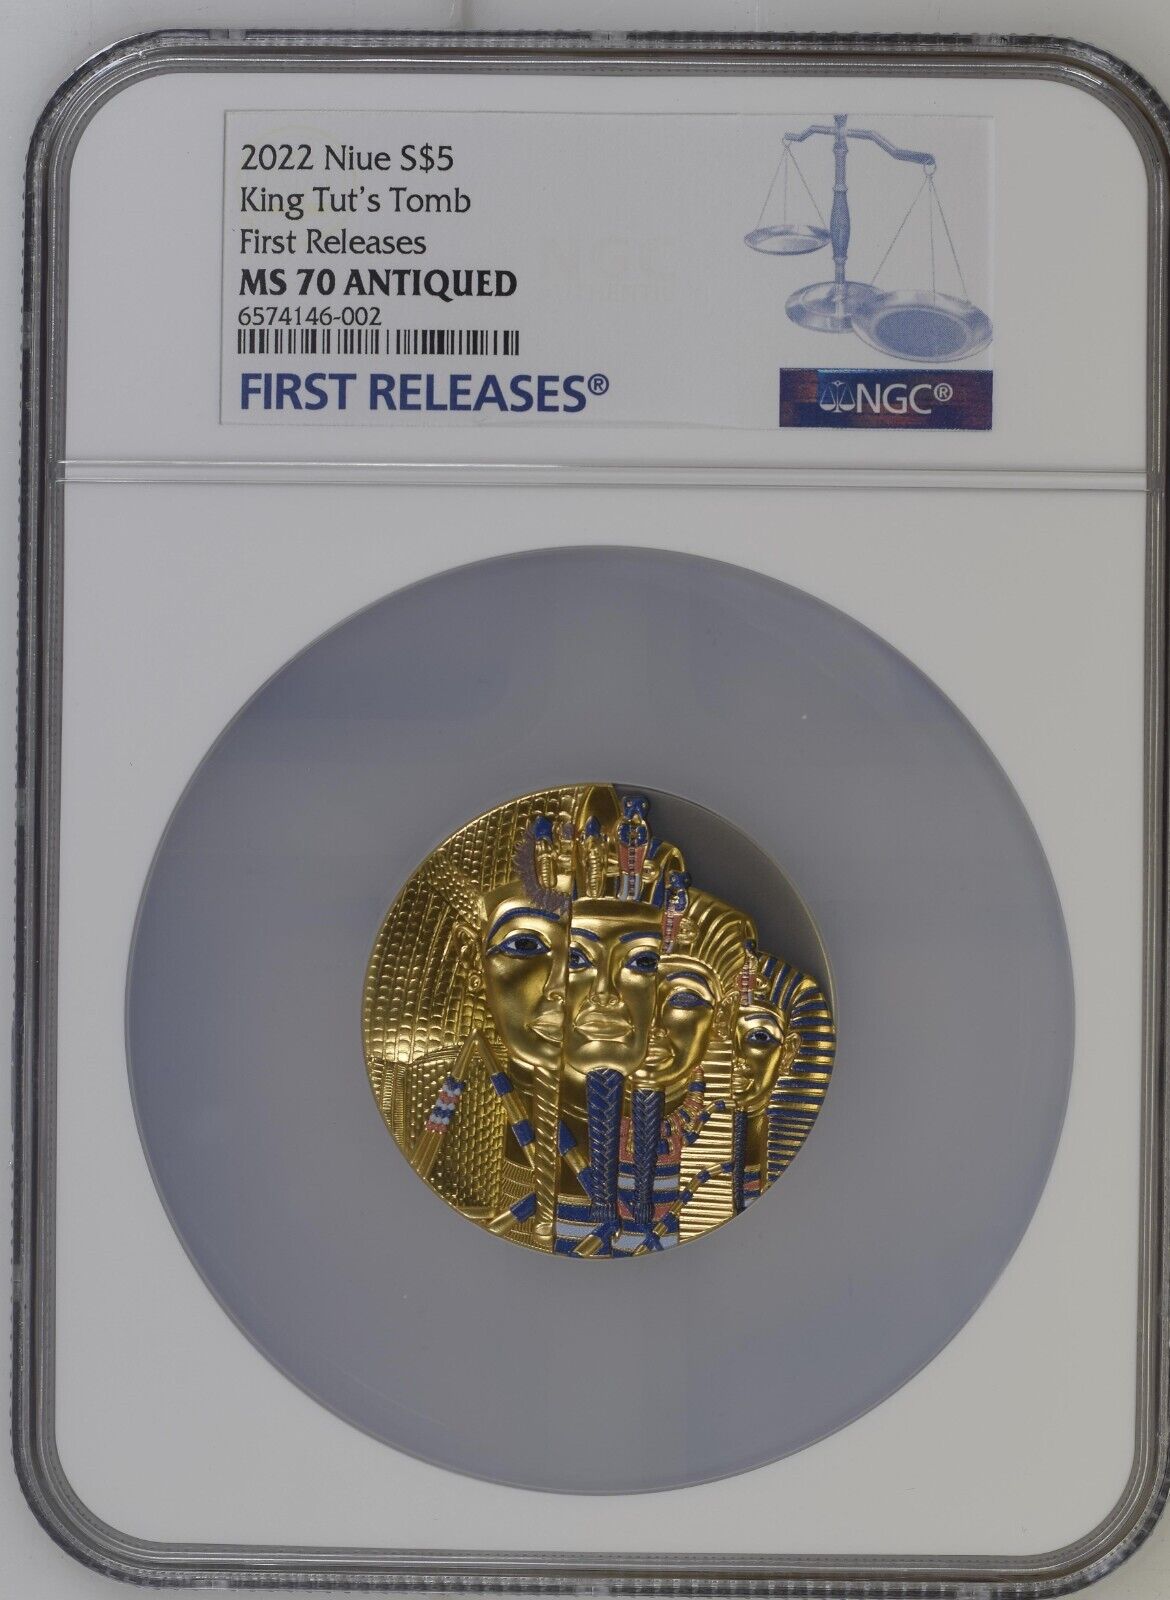 2022 Niue S$5
King Tut's Tomb
First Releases
MS 70 ANTIQUED
6574146-002
FIRST RELEASES®
NGC®